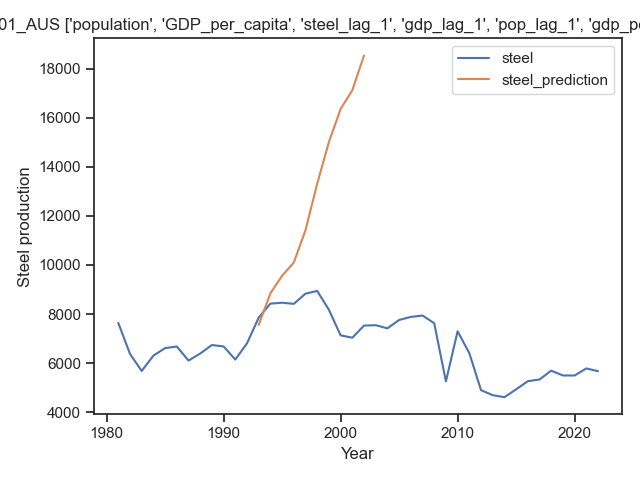 01_AUS ['population', 'GDP_per_capita', 'steel_lag_1', 'gdp_lag_1', 'pop_lag_1', 'gdp_pe
steel
steel_prediction
18000
16000
14000
12000
10000
8000
6000
4000
Steel production
1980 1990 2000 2010 2020
Year